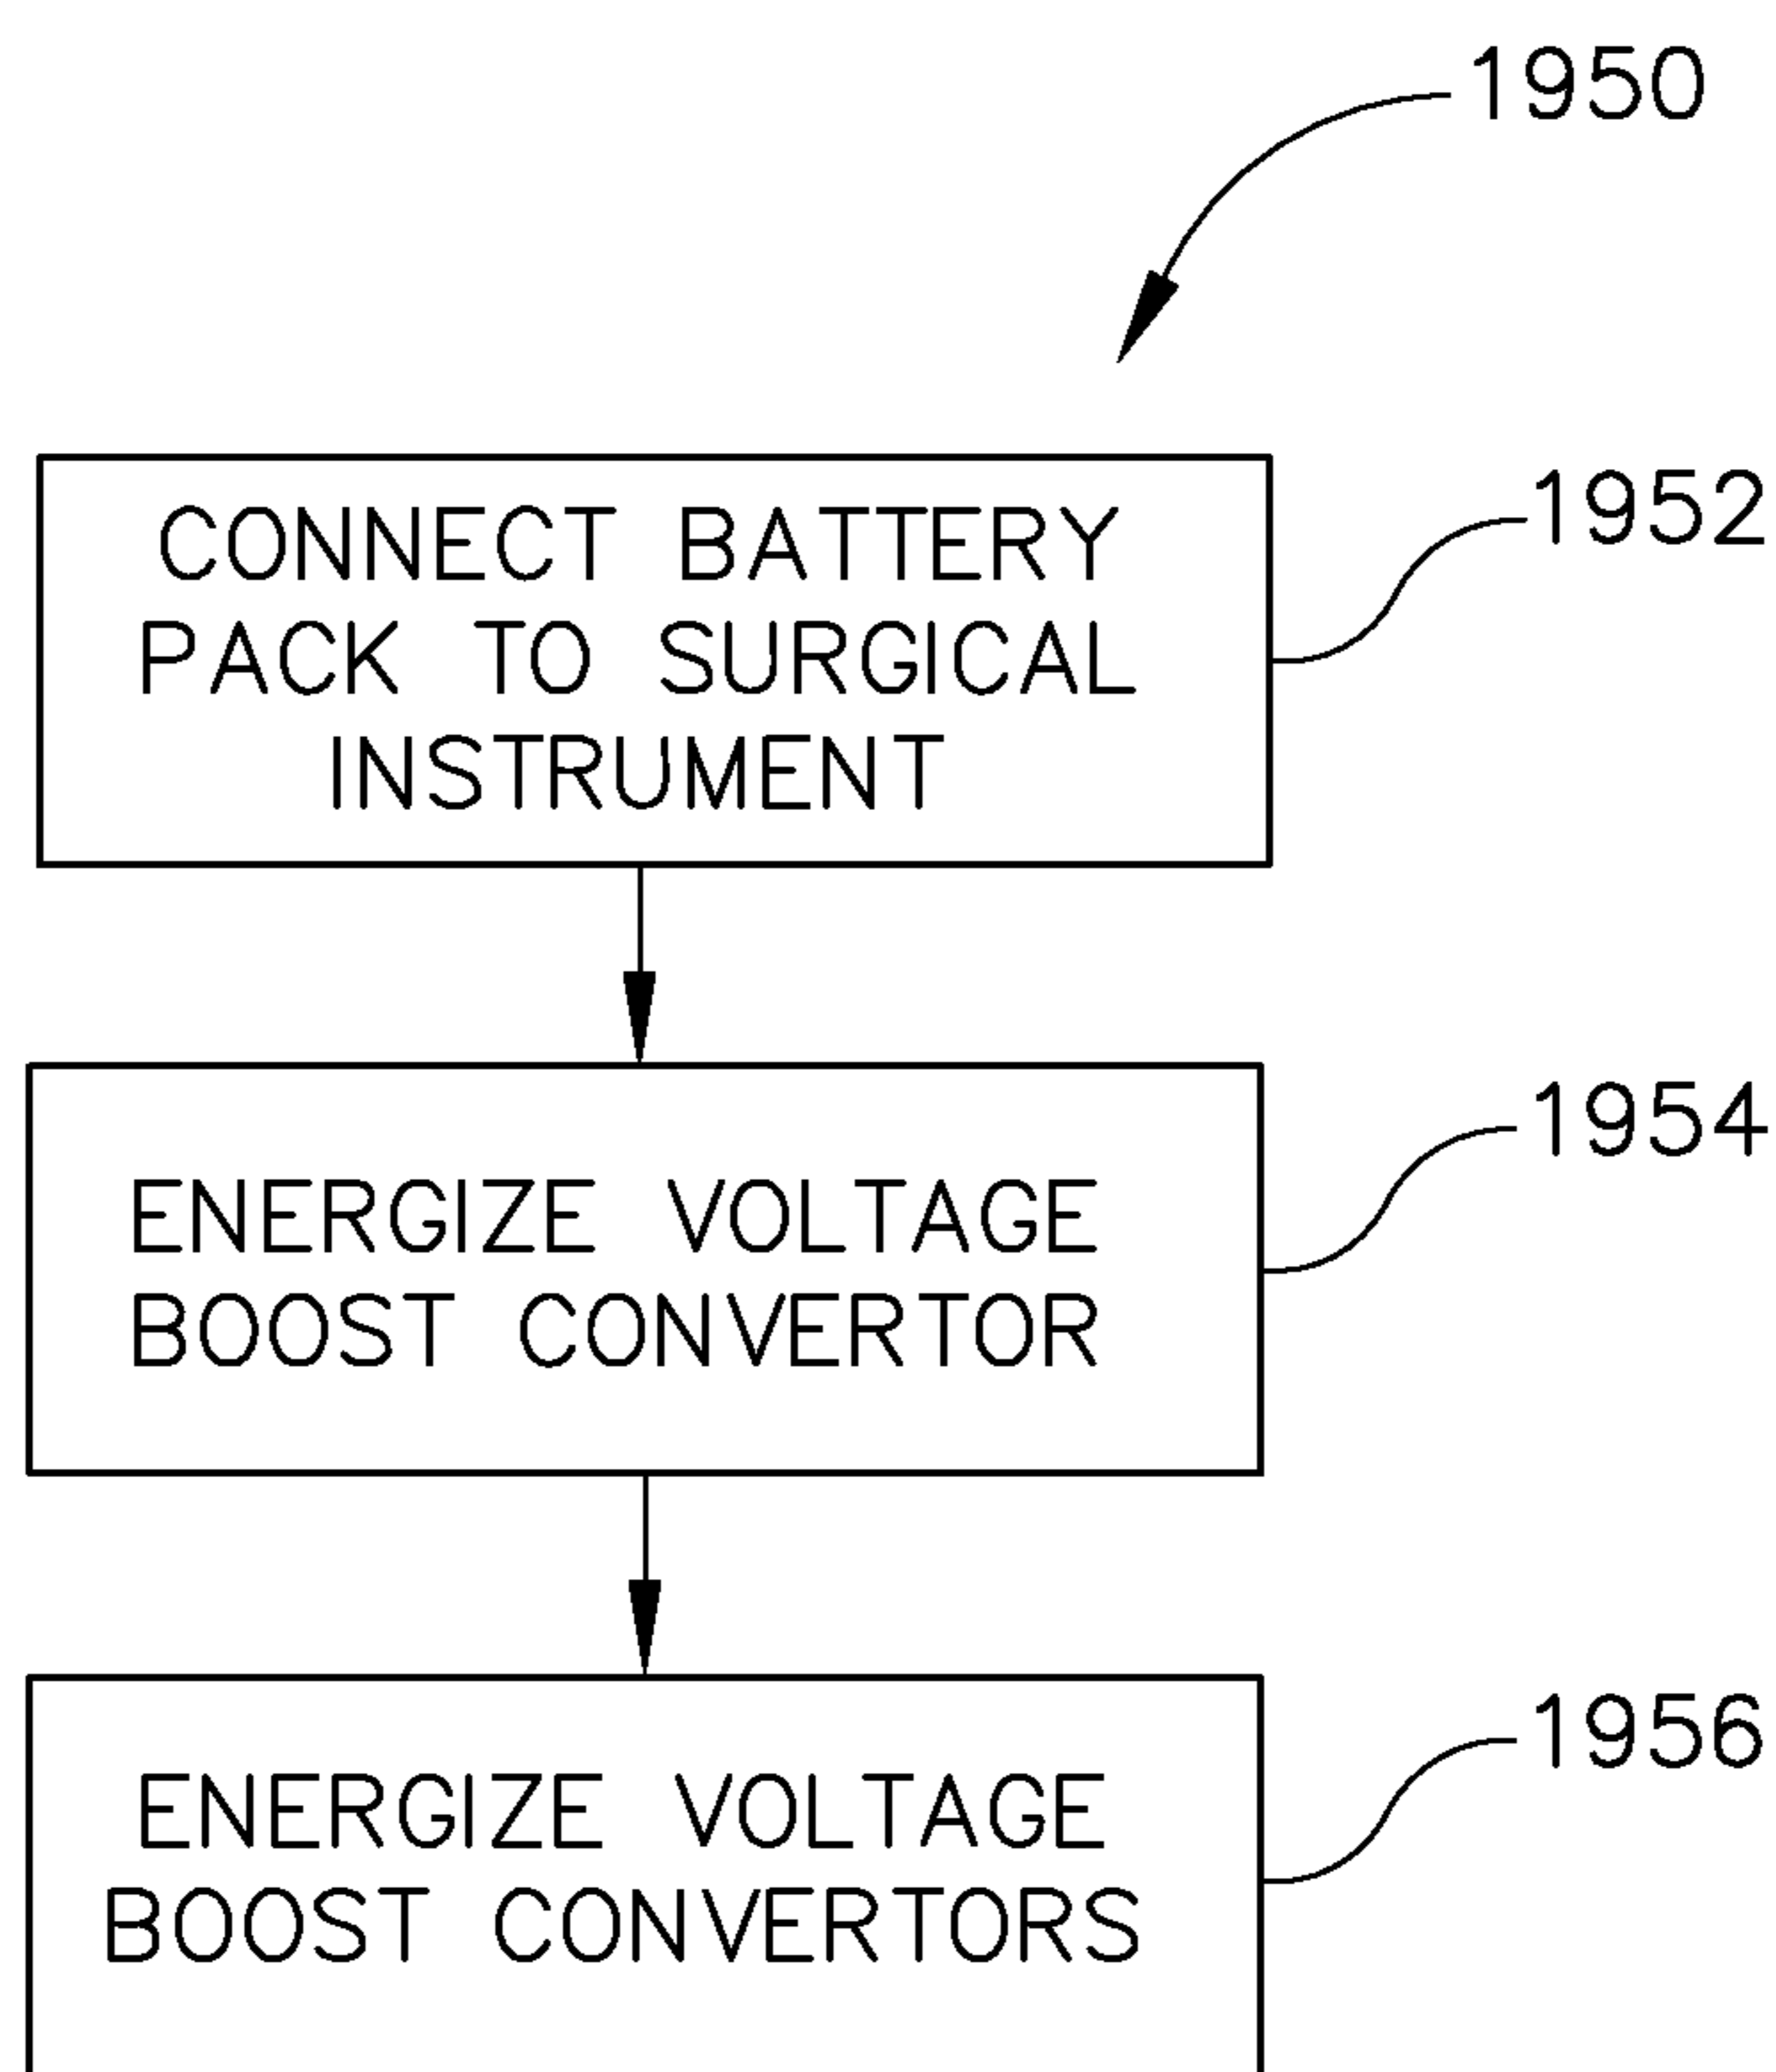 1950
CONNECT BATTERY
PACK TO SURGICAL
INSTRUMENT
1952
ENERGIZE VOLTAGE
BOOST CONVERTOR
1954
ENERGIZE VOLTAGE
BOOST CONVERTORS
1956